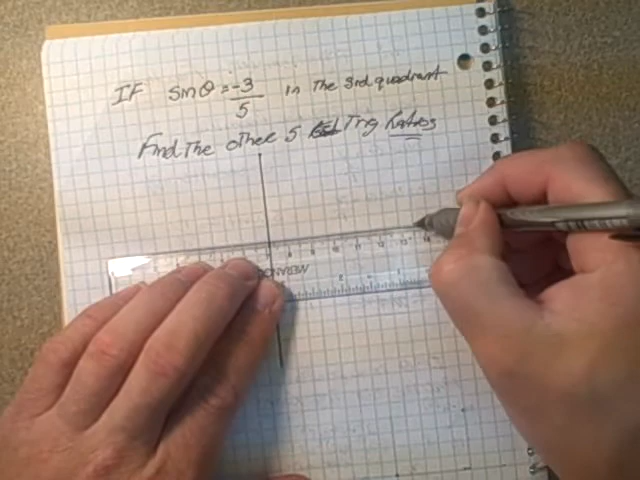 IF sinθ = -3/5 in The 3rd quadrant
Find The other 5 Trig Ratios